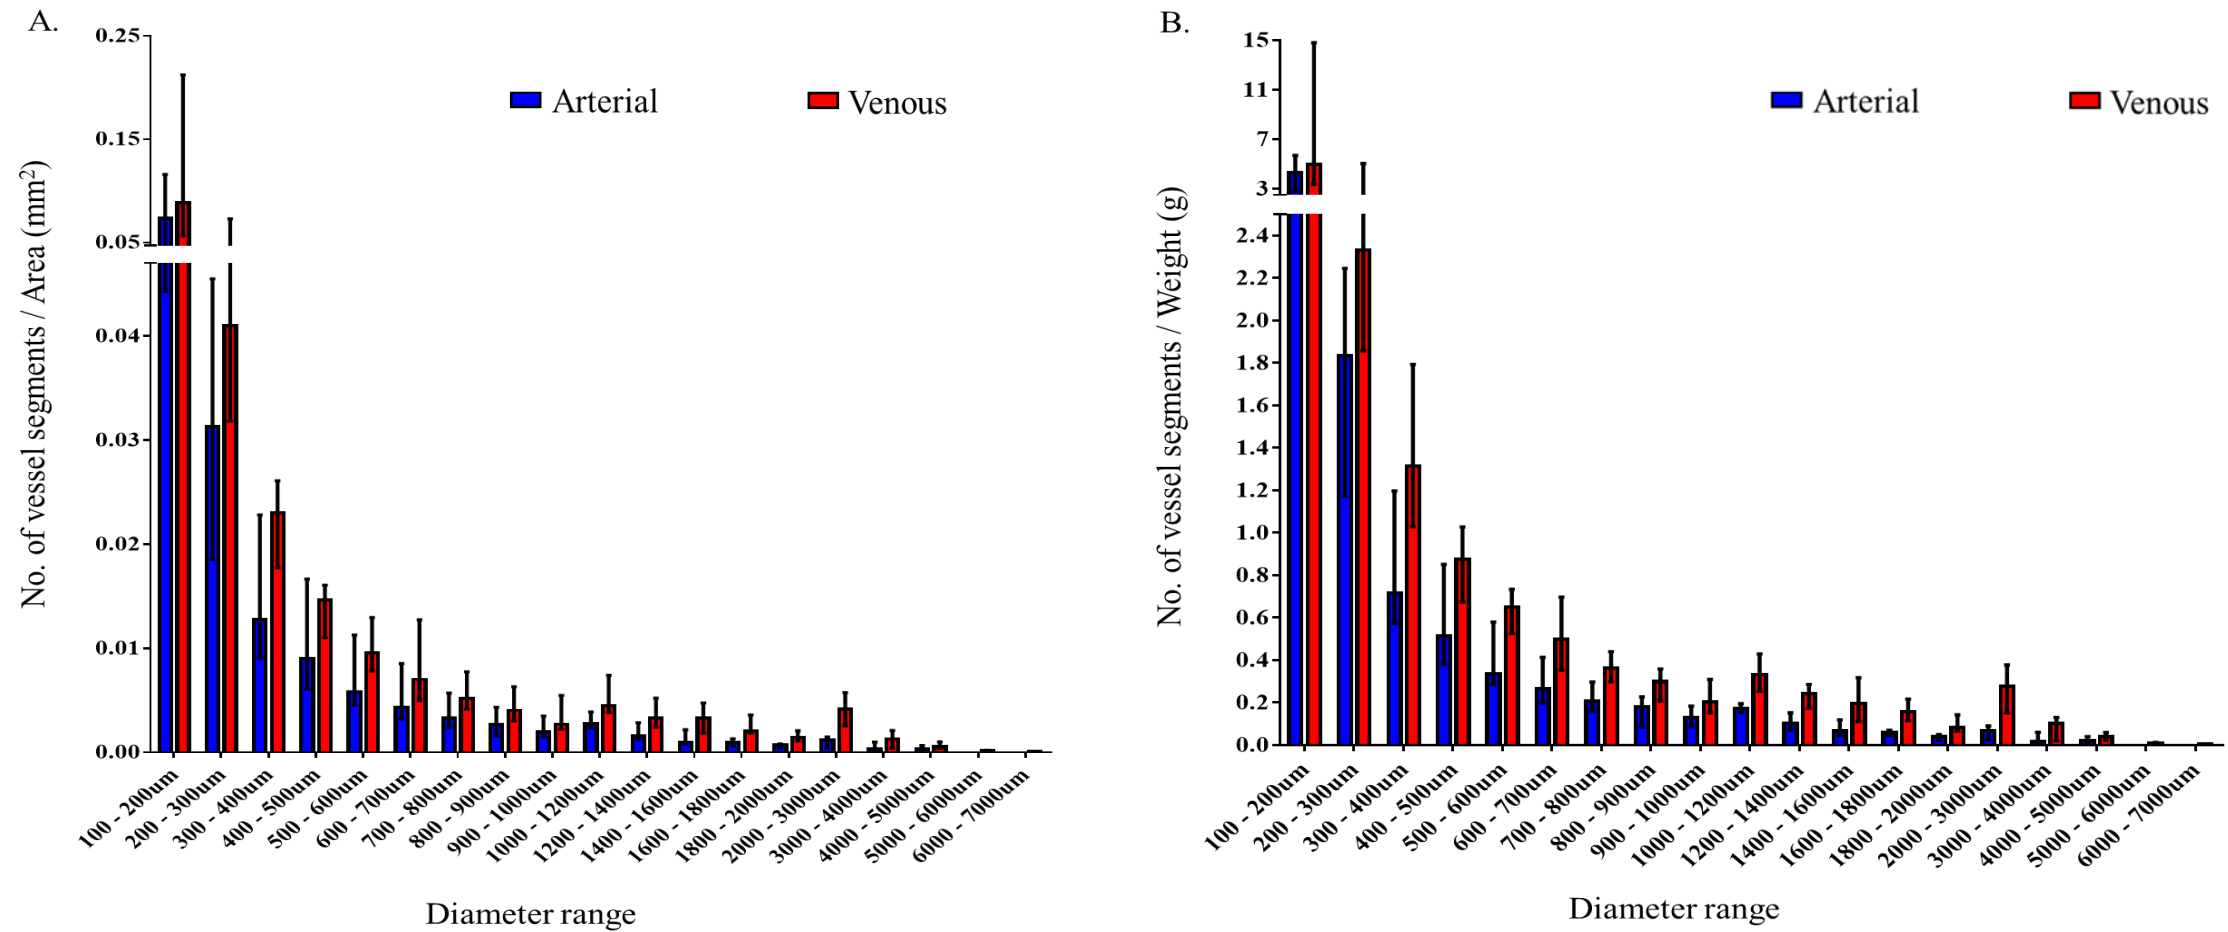 A.
No. of vessel segments / Area (mm²)
0.25
0.15
0.05
0.04
0.03
0.02
0.01
0.00
Arterial
Venous
100 - 200um
200 - 300um
300 - 400um
400 - 500um
500 - 600um
600 - 700um
700 - 800um
800 - 900um
900 - 1000um
1000 - 1200um
1200 - 1400um
1400 - 1600um
1600 - 1800um
1800 - 2000um
2000 - 3000um
3000 - 4000um
4000 - 5000um
5000 - 6000um
6000 - 7000um
Diameter range
B.
No. of vessel segments / Weight (g)
15
11
7
3
2.4
2.2
2.0
1.8
1.6
1.4
1.2
1.0
0.8
0.6
0.4
0.2
0.0
Arterial
Venous
100 - 200um
200 - 300um
300 - 400um
400 - 500um
500 - 600um
600 - 700um
700 - 800um
800 - 900um
900 - 1000um
1000 - 1200um
1200 - 1400um
1400 - 1600um
1600 - 1800um
1800 - 2000um
2000 - 3000um
3000 - 4000um
4000 - 5000um
5000 - 6000um
6000 - 7000um
Diameter range